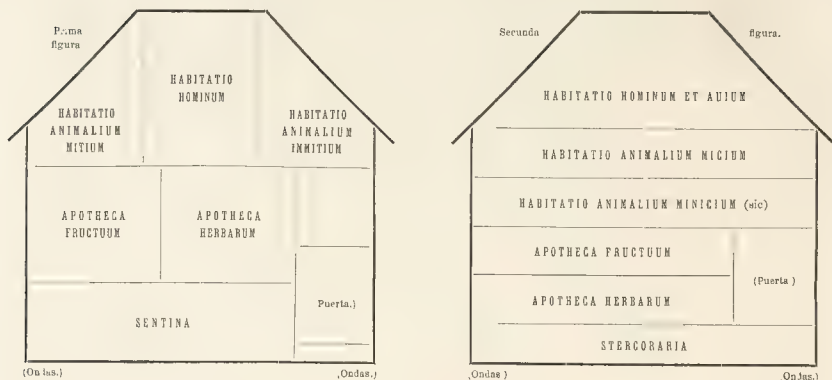 Prima
figura
HABITATIO
HOMINUM
HABITATIO
ANIMALIUM
MITIUM
HABITATIO
ANIMALIUM
IMMITIUM
APOTHECA
FRUCTUUM
APOTHECA
HERBARUM
Puerta.)
SENTINA
(Ondas.)
(Ondas.)
Secunda
figura.
HABITATIO HOMINUM ET AUIUM
HABITATIO ANIMALIUM MICIUM
HABITATIO ANIMALIUM MINICIUM (sic)
APOTHECA FRUCTUUM
(Puerta)
APOTHECA HERBARUM
STERCORARIA
(Ondas)
(Ondas.)